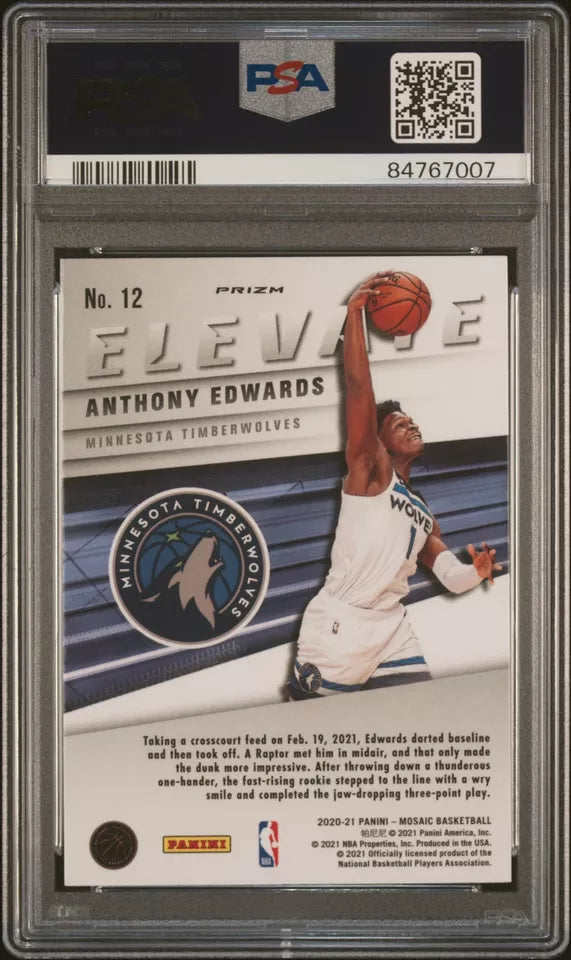 PSA
84767007
No. 12
PRIZM
ELEVATE
ANTHONY EDWARDS
MINNESOTA TIMBERWOLVES
MINNESOTA TIMBERWOLVES
WOLVES
1
Taking a crosscourt feed on Feb. 19, 2021, Edwards darted baseline
and then took off. A Raptor met him in midair, and that only made
the dunk more impressive. After throwing down a thunderous
one-hander, the fast-rising rookie stepped to the line with a wry
smile and completed the jaw-dropping three-point play.
2020-21 PANINI – MOSAIC BASKETBALL
帕尼尼 © 2021 Panini America, Inc.
© 2021 NBA Properties, Inc. Produced in the USA.
© 2021 Officially licensed product of the
National Basketball Players Association.
PANINI
NBA
PSA